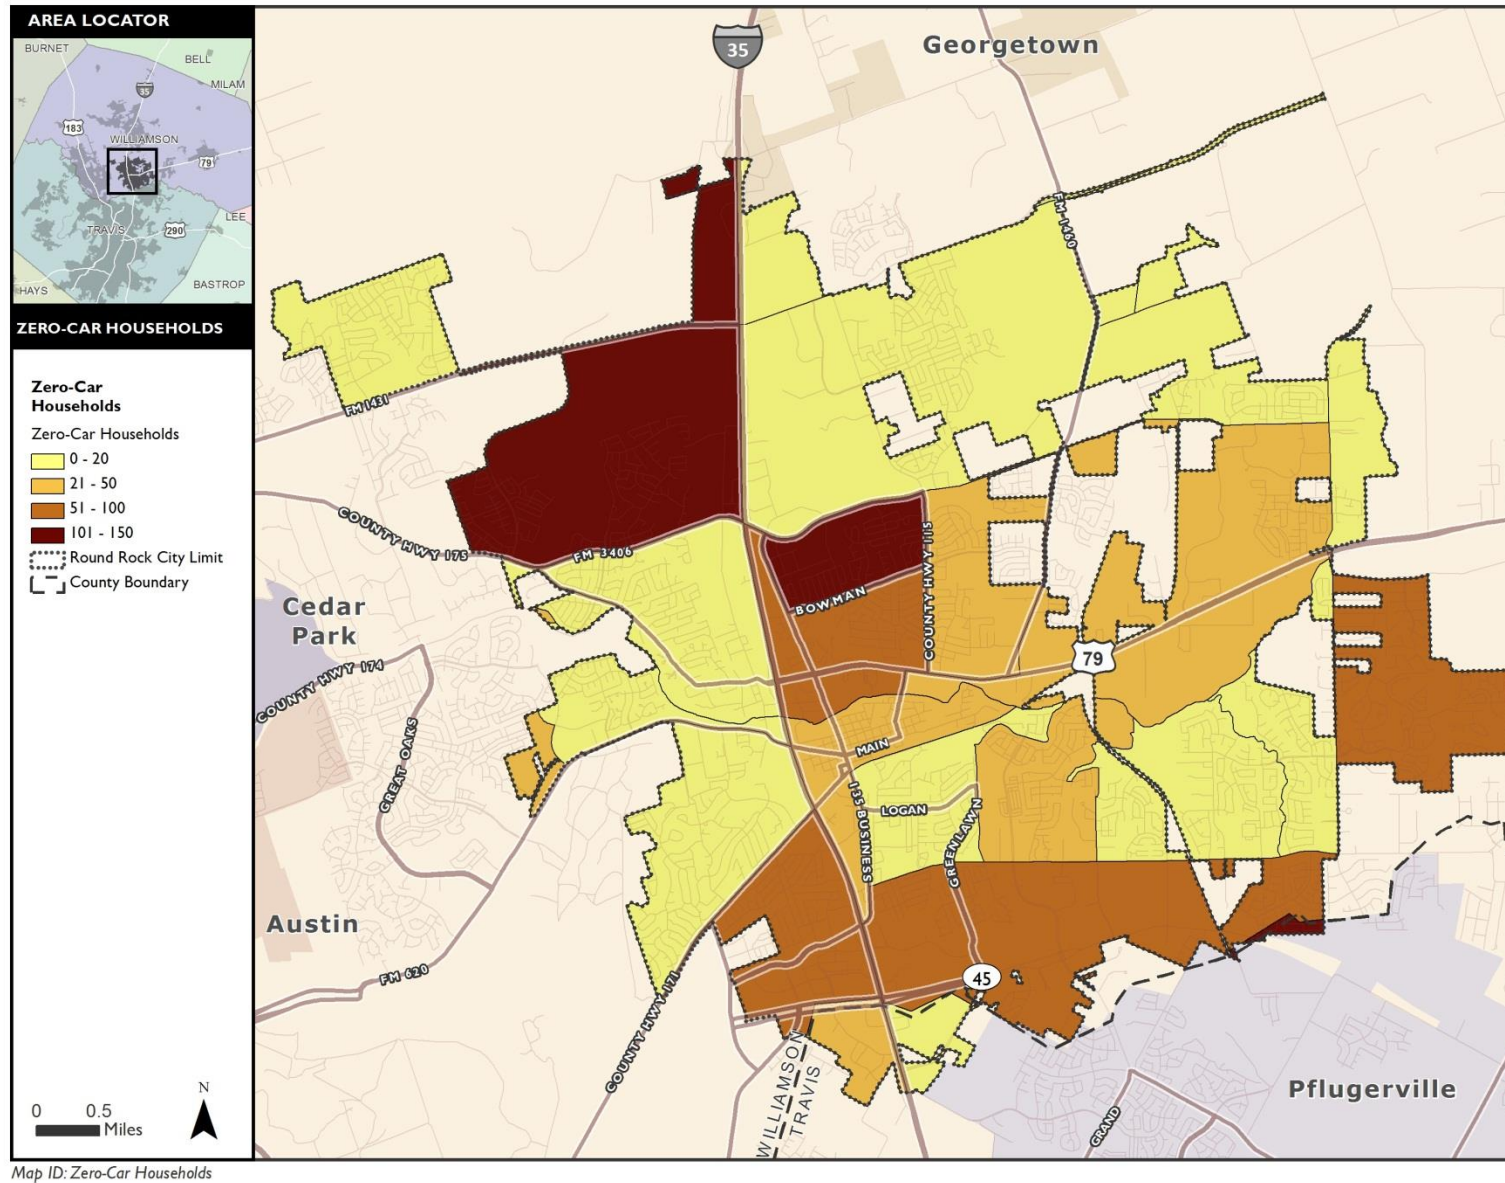 AREA LOCATOR
BURNET
BELL
MILAM
35
183
WILLIAMSON
79
LEE
TRAVIS
290
HAYS
BASTROP
ZERO-CAR HOUSEHOLDS
Zero-Car
Households
Zero-Car Households
0 - 20
21 - 50
51 - 100
101 - 150
Round Rock City Limit
County Boundary
0 0.5
Miles
N
35
Georgetown
FM 1460
FM 1431
COUNTY HWY 175
FM 3406
COUNTY HWY 115
BOWMAN
Cedar
Park
79
COUNTY HWY 174
GREAT OAKS
MAIN
I 35 BUSINESS
LOGAN
GREENLAWN
Austin
FM 620
45
COUNTY HWY 171
WILLIAMSON
TRAVIS
Pflugerville
GRAND
Map ID: Zero-Car Households